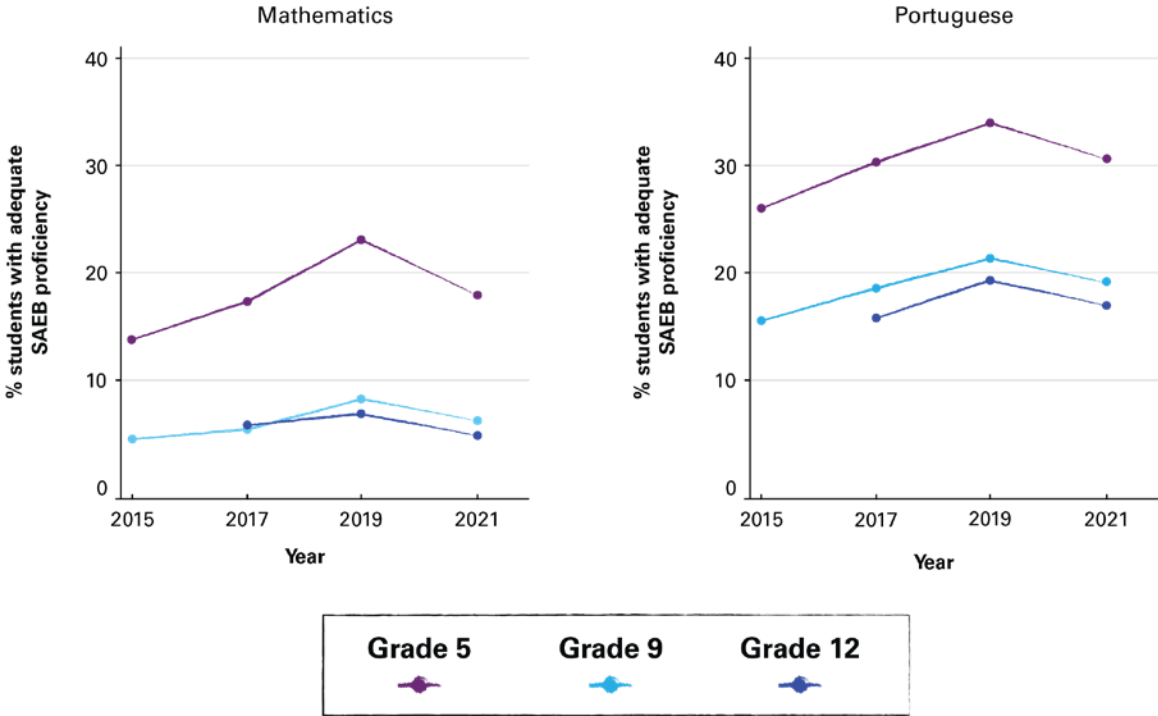 Mathematics
40
30
20
10
0
% students with adequate
SAEB proficiency
2015 2017 2019 2021
Year
Portuguese
40
30
20
10
0
% students with adequate
SAEB proficiency
2015 2017 2019 2021
Year
Grade 5 Grade 9 Grade 12